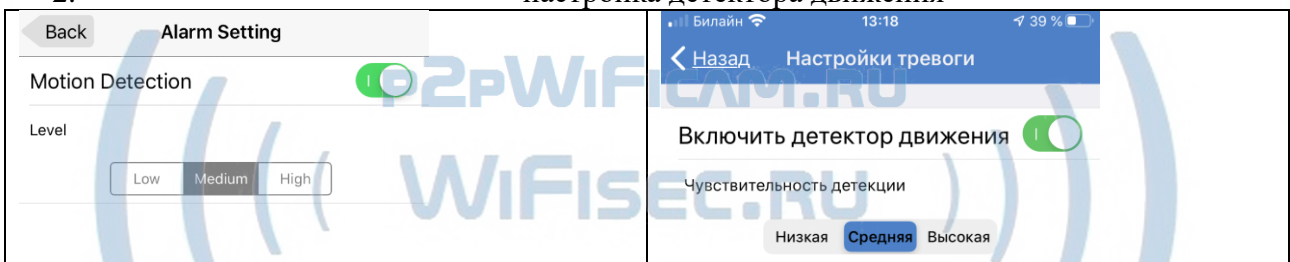 2. настройка детектора движения
Back Alarm Setting
Motion Detection
Level
Low Medium High
Билайн 13:18 39 %
Назад Настройки тревоги
Включить детектор движения
Чувствительность детекции
Низкая Средняя Высокая
P2PWIFICAM.RU
WIFISEC.RU